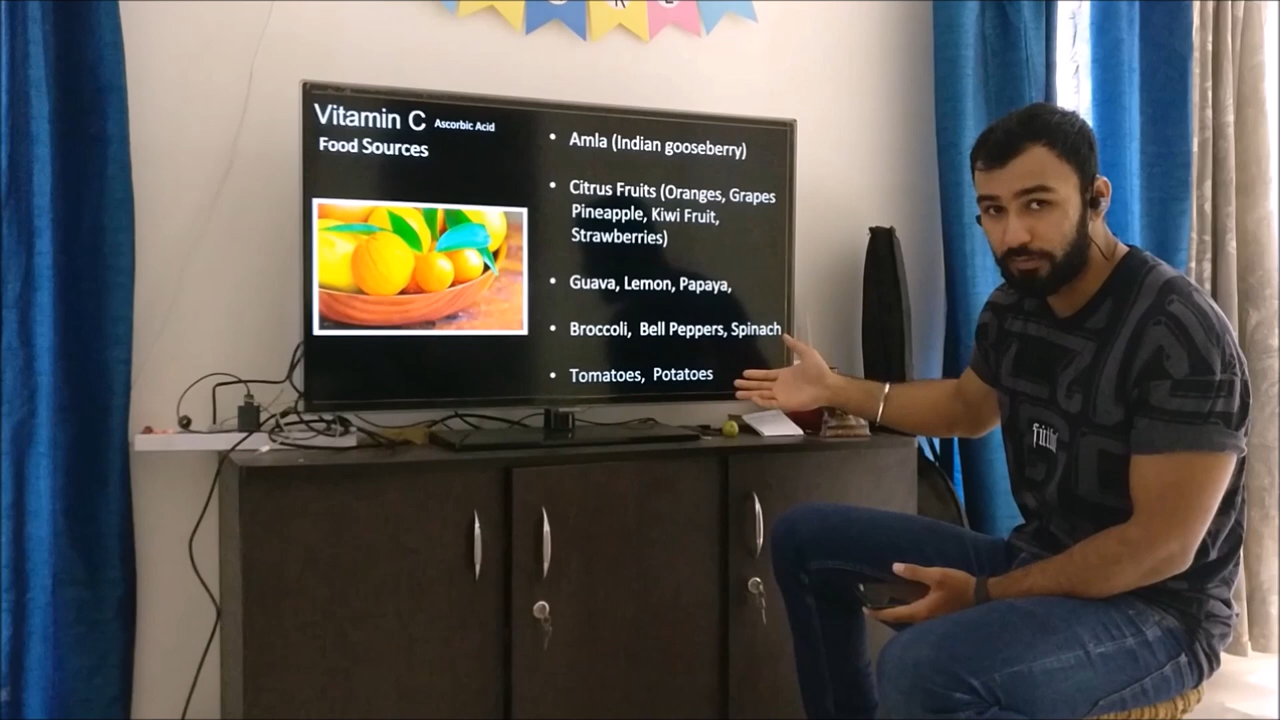 Vitamin C Ascorbic Acid
Food Sources
• Amla (Indian gooseberry)
• Citrus Fruits (Oranges, Grapes
Pineapple, Kiwi Fruit,
Strawberries)
• Guava, Lemon, Papaya,
• Broccoli, Bell Peppers, Spinach
• Tomatoes, Potatoes